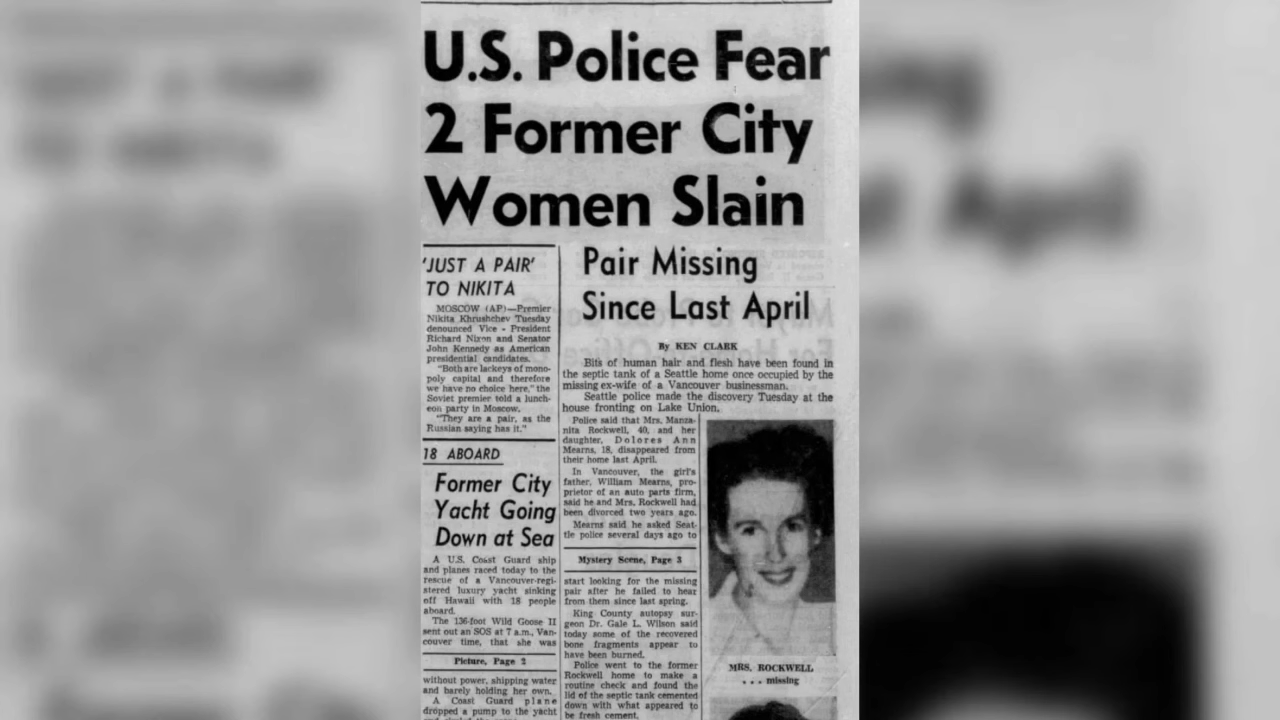 U.S. Police Fear
2 Former City
Women Slain
'JUST A PAIR'
TO NIKITA
MOSCOW (AP)—Premier
Nikita Khrushchev Tuesday
denounced Vice - President
Richard Nixon and Senator
John Kennedy as American
presidential candidates.
"Both are lackeys of mono-
poly capital and therefore
we have no choice here," the
Soviet premier told a lunch-
eon party in Moscow.
"They are a pair, as the
Russian saying has it."
18 ABOARD
Former City
Yacht Going
Down at Sea
A U.S. Coast Guard ship
and planes raced today to the
rescue of a Vancouver-regi-
stered luxury yacht sinking
off Hawaii with 18 people
aboard.
The 136-foot Wild Goose II
sent out an SOS at 7 a.m., Van-
couver time, that she was
Picture, Page 2
without power, shipping water
and barely holding her own.
A Coast Guard plane
dropped a pump to the yacht
Pair Missing
Since Last April
By KEN CLARK
Bits of human hair and flesh have been found in
the septic tank of a Seattle home once occupied by the
missing ex-wife of a Vancouver businessman.
Seattle police made the discovery Tuesday at the
house fronting on Lake Union.
Police said that Mrs. Manza-
nita Rockwell, 40, and her
daughter, Dolores Ann
Mearns, 18, disappeared from
their home last April.
In Vancouver, the girl's
father, William Mearns, pro-
prietor of an auto parts firm,
said he and Mrs. Rockwell had
been divorced two years ago.
Mearns said he asked Seat-
tle police several days ago to
Mystery Scene, Page 3
start looking for the missing
pair after he failed to hear
from them since last spring.
King County autopsy sur-
geon Dr. Gale L. Wilson said
today some of the recovered
bone fragments appear to
have been burned.
Police went to the former
Rockwell home to make a
routine check and found the
lid of the septic tank cemented
down with what appeared to
be fresh cement.
MRS. ROCKWELL
. . . missing